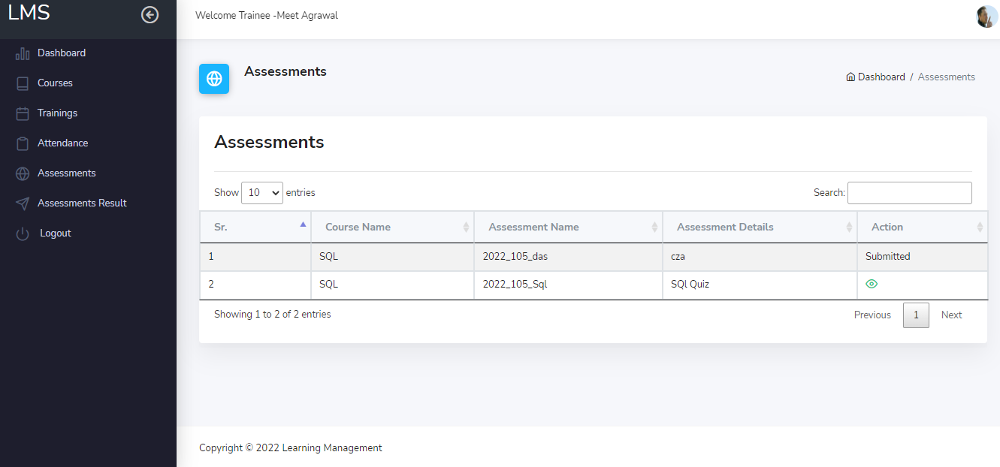 LMS
Welcome Trainee -Meet Agrawal
Dashboard
Courses
Trainings
Attendance
Assessments
Assessments Result
Logout
Assessments
Dashboard / Assessments
Assessments
Show 10 entries
Search:
Sr. Course Name Assessment Name Assessment Details Action
1 SQL 2022_105_das cza Submitted
2 SQL 2022_105_Sql SQl Quiz
Showing 1 to 2 of 2 entries
Previous 1 Next
Copyright © 2022 Learning Management